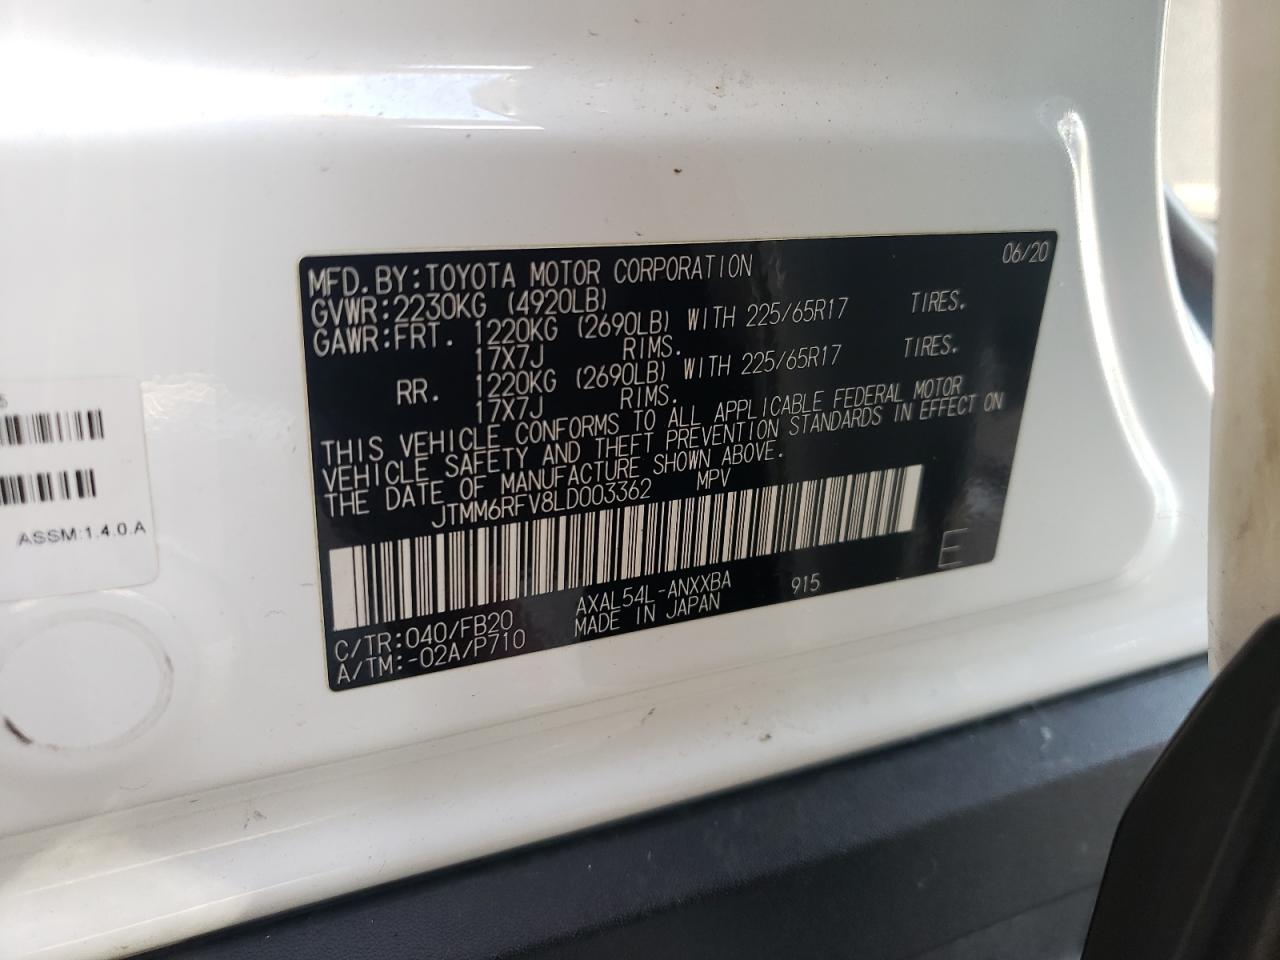 MFD. BY: TOYOTA MOTOR CORPORATION 06/20
GVWR: 2230KG (4920LB)
GAWR: FRT. 1220KG (2690LB) WITH 225/65R17 TIRES.
17X7J RIMS.
RR. 1220KG (2690LB) WITH 225/65R17 TIRES.
17X7J RIMS.
THIS VEHICLE CONFORMS TO ALL APPLICABLE FEDERAL MOTOR
VEHICLE SAFETY AND THEFT PREVENTION STANDARDS IN EFFECT ON
THE DATE OF MANUFACTURE SHOWN ABOVE.
JTMM6RFV8LD003362 MPV
E
C/TR: 040/FB20 AXAL54L-ANXXBA 915
A/TM: -02A/P710 MADE IN JAPAN
ASSM:1.4.0.A